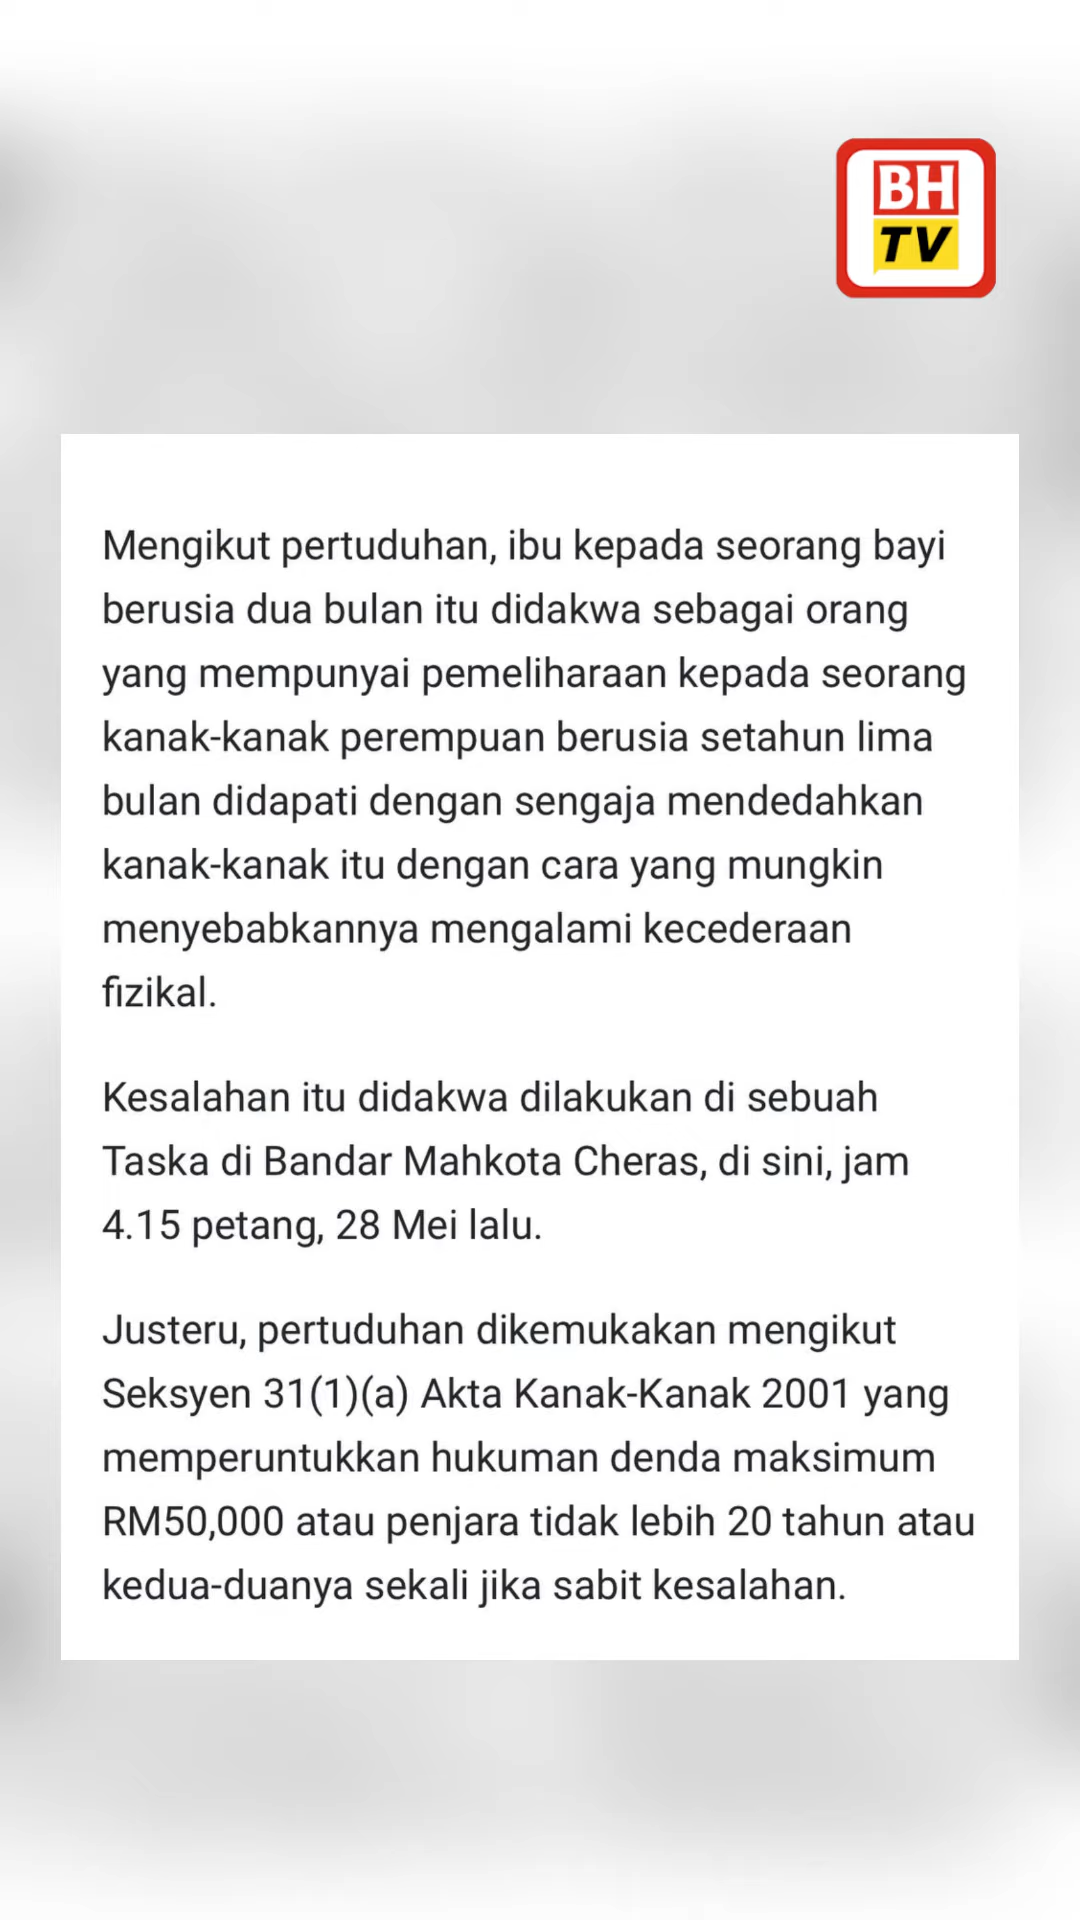 BH
TV
Mengikut pertuduhan, ibu kepada seorang bayi
berusia dua bulan itu didakwa sebagai orang
yang mempunyai pemeliharaan kepada seorang
kanak-kanak perempuan berusia setahun lima
bulan didapati dengan sengaja mendedahkan
kanak-kanak itu dengan cara yang mungkin
menyebabkannya mengalami kecederaan
fizikal.
Kesalahan itu didakwa dilakukan di sebuah
Taska di Bandar Mahkota Cheras, di sini, jam
4.15 petang, 28 Mei lalu.
Justeru, pertuduhan dikemukakan mengikut
Seksyen 31(1)(a) Akta Kanak-Kanak 2001 yang
memperuntukkan hukuman denda maksimum
RM50,000 atau penjara tidak lebih 20 tahun atau
kedua-duanya sekali jika sabit kesalahan.